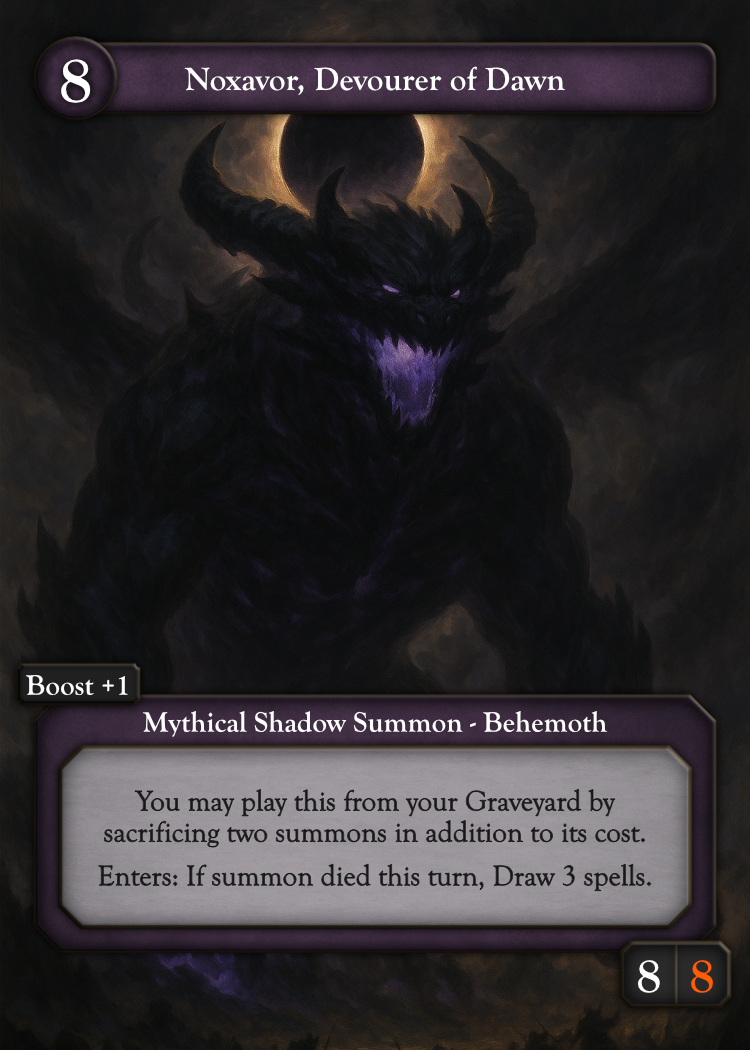 8
Noxavor, Devourer of Dawn
Boost +1
Mythical Shadow Summon - Behemoth
You may play this from your Graveyard by
sacrificing two summons in addition to its cost.
Enters: If summon died this turn, Draw 3 spells.
8 8